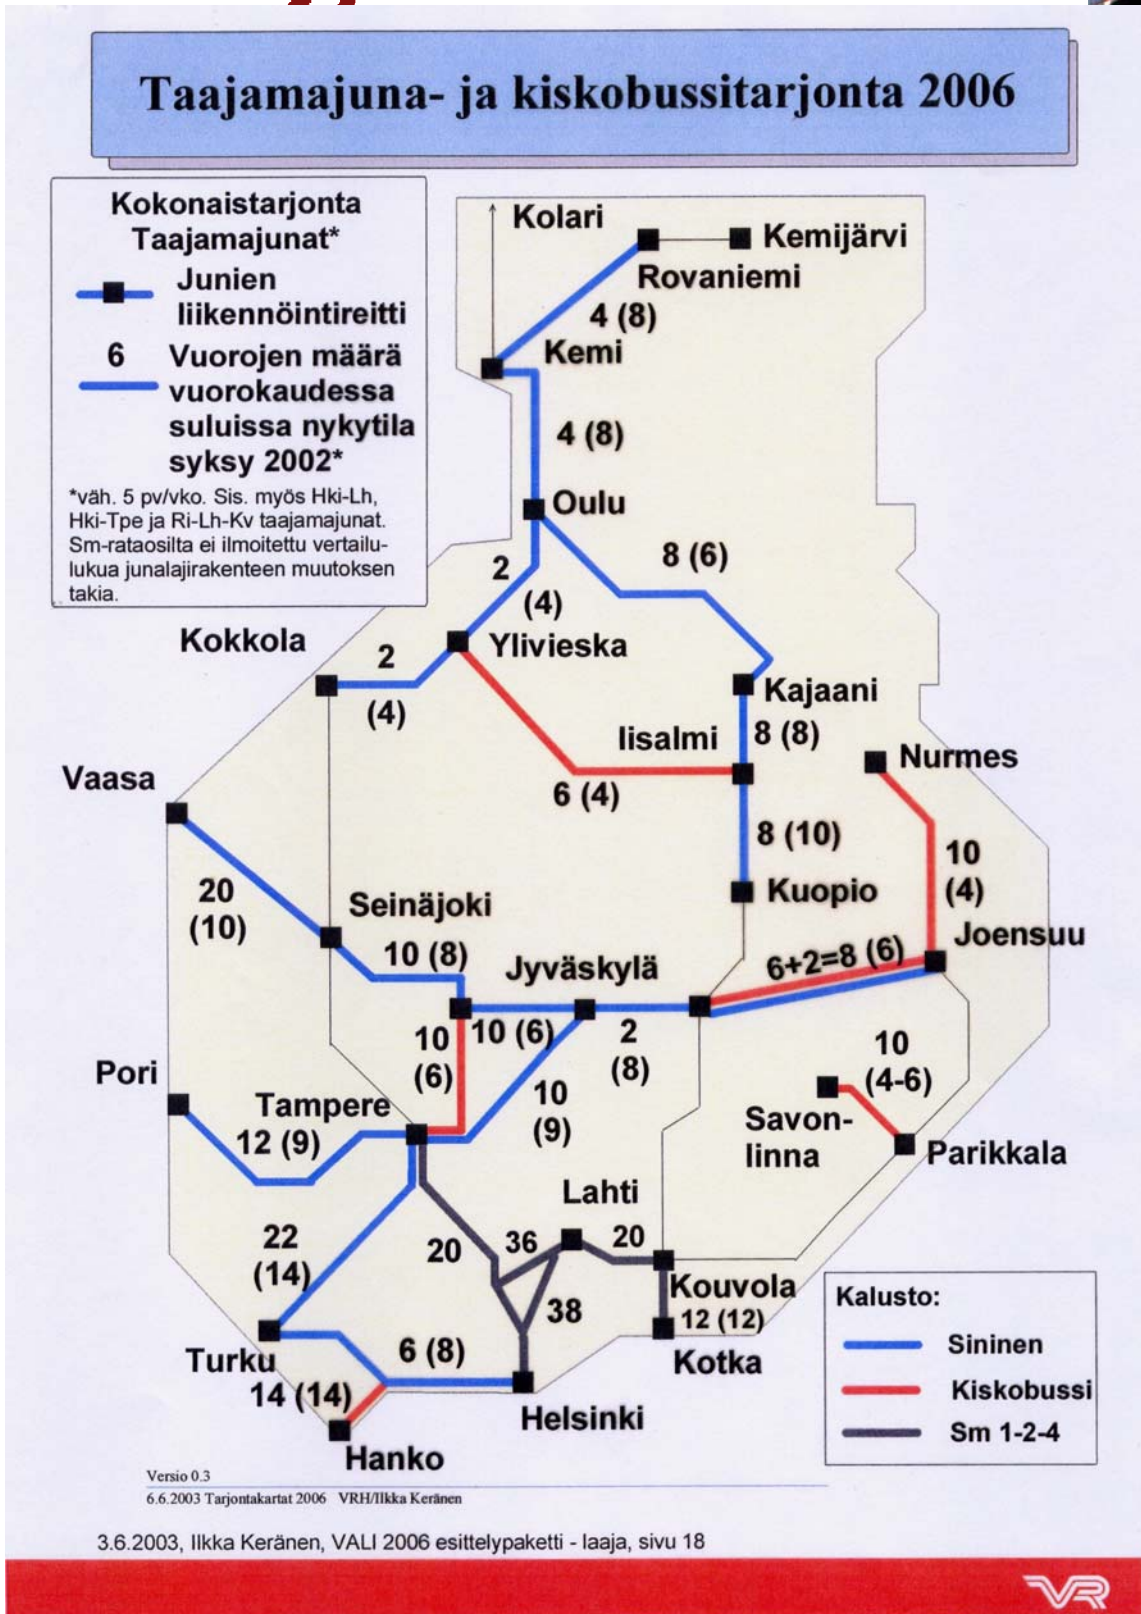 Taajamajuna- ja kiskobussitarjonta 2006
Kokonaistarjonta
Taajamajunat*
Junien
liikennöintireitti
6 Vuorojen määrä
vuorokaudessa
suluissa nykytila
syksy 2002*
*väh. 5 pv/vko. Sis. myös Hki-Lh,
Hki-Tpe ja Ri-Lh-Kv taajamajunat.
Sm-rataosilta ei ilmoitettu vertailu-
lukua junalajirakenteen muutoksen
takia.
Kolari
Kemijärvi
Rovaniemi
4 (8)
Kemi
4 (8)
Oulu
8 (6)
2
(4)
Kokkola
Ylivieska
2
(4)
Kajaani
Iisalmi
8 (8)
Nurmes
Vaasa
6 (4)
8 (10)
10
(4)
20
(10)
Kuopio
Seinäjoki
Joensuu
10 (8)
Jyväskylä
6+2=8 (6)
10
(6)
10 (6)
2
(8)
10
(4-6)
Pori
Tampere
10
(9)
12 (9)
Savon-
linna
Parikkala
Lahti
22
(14)
20
36
20
38
Kouvola
12 (12)
Kotka
Turku
6 (8)
14 (14)
Helsinki
Hanko
Kalusto:
Sininen
Kiskobussi
Sm 1-2-4
Versio 0.3
6.6.2003 Tarjontakartat 2006 VRH/Ilkka Keränen
3.6.2003, Ilkka Keränen, VALI 2006 esittelypaketti - laaja, sivu 18
VR